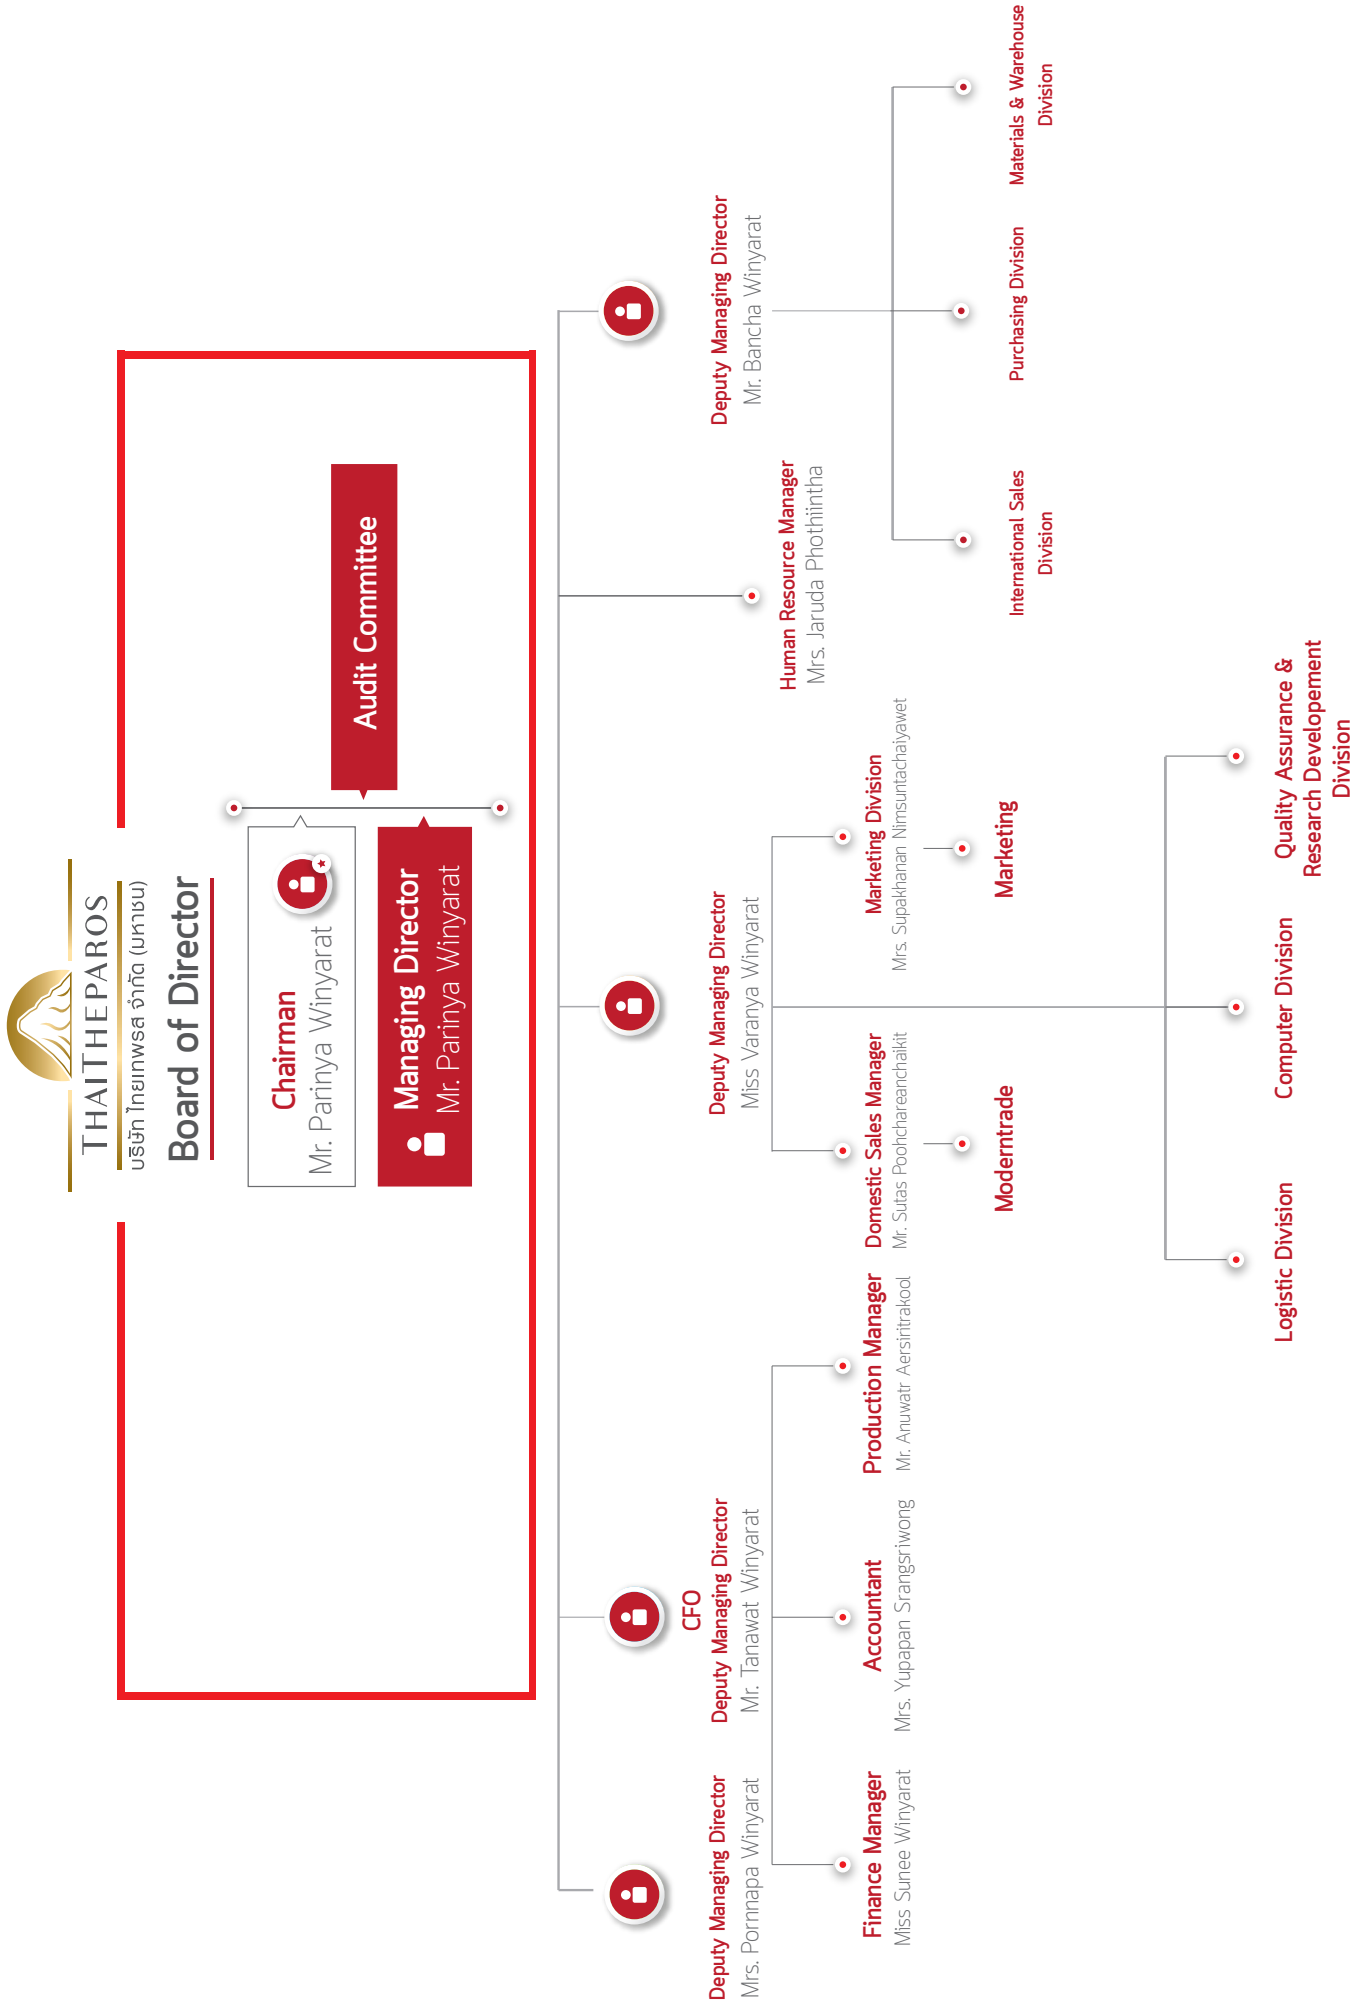 THAITHEPAROS
บริษัท ไทยเทพรส จำกัด (มหาชน)
Board of Director
Chairman
Mr. Parinya Winyarat
Managing Director
Mr. Parinya Winyarat
Audit Committee
Deputy Managing Director
Mrs. Pornnapa Winyarat
CFO
Deputy Managing Director
Mr. Tanawat Winyarat
Deputy Managing Director
Miss Varanya Winyarat
Human Resource Manager
Mrs. Jaruda Phothiintha
Deputy Managing Director
Mr. Bancha Winyarat
Finance Manager
Miss Sunee Winyarat
Accountant
Mrs. Yupapan Srangsriwong
Production Manager
Mr. Anuwatr Aersiritrakool
Domestic Sales Manager
Mr. Sutas Poohchareanchaikit
Moderntrade
Marketing Division
Mrs. Supakhanan Nimsuntachaiyawet
Marketing
International Sales
Division
Purchasing Division
Materials & Warehouse
Division
Logistic Division
Computer Division
Quality Assurance &
Research Developement
Division